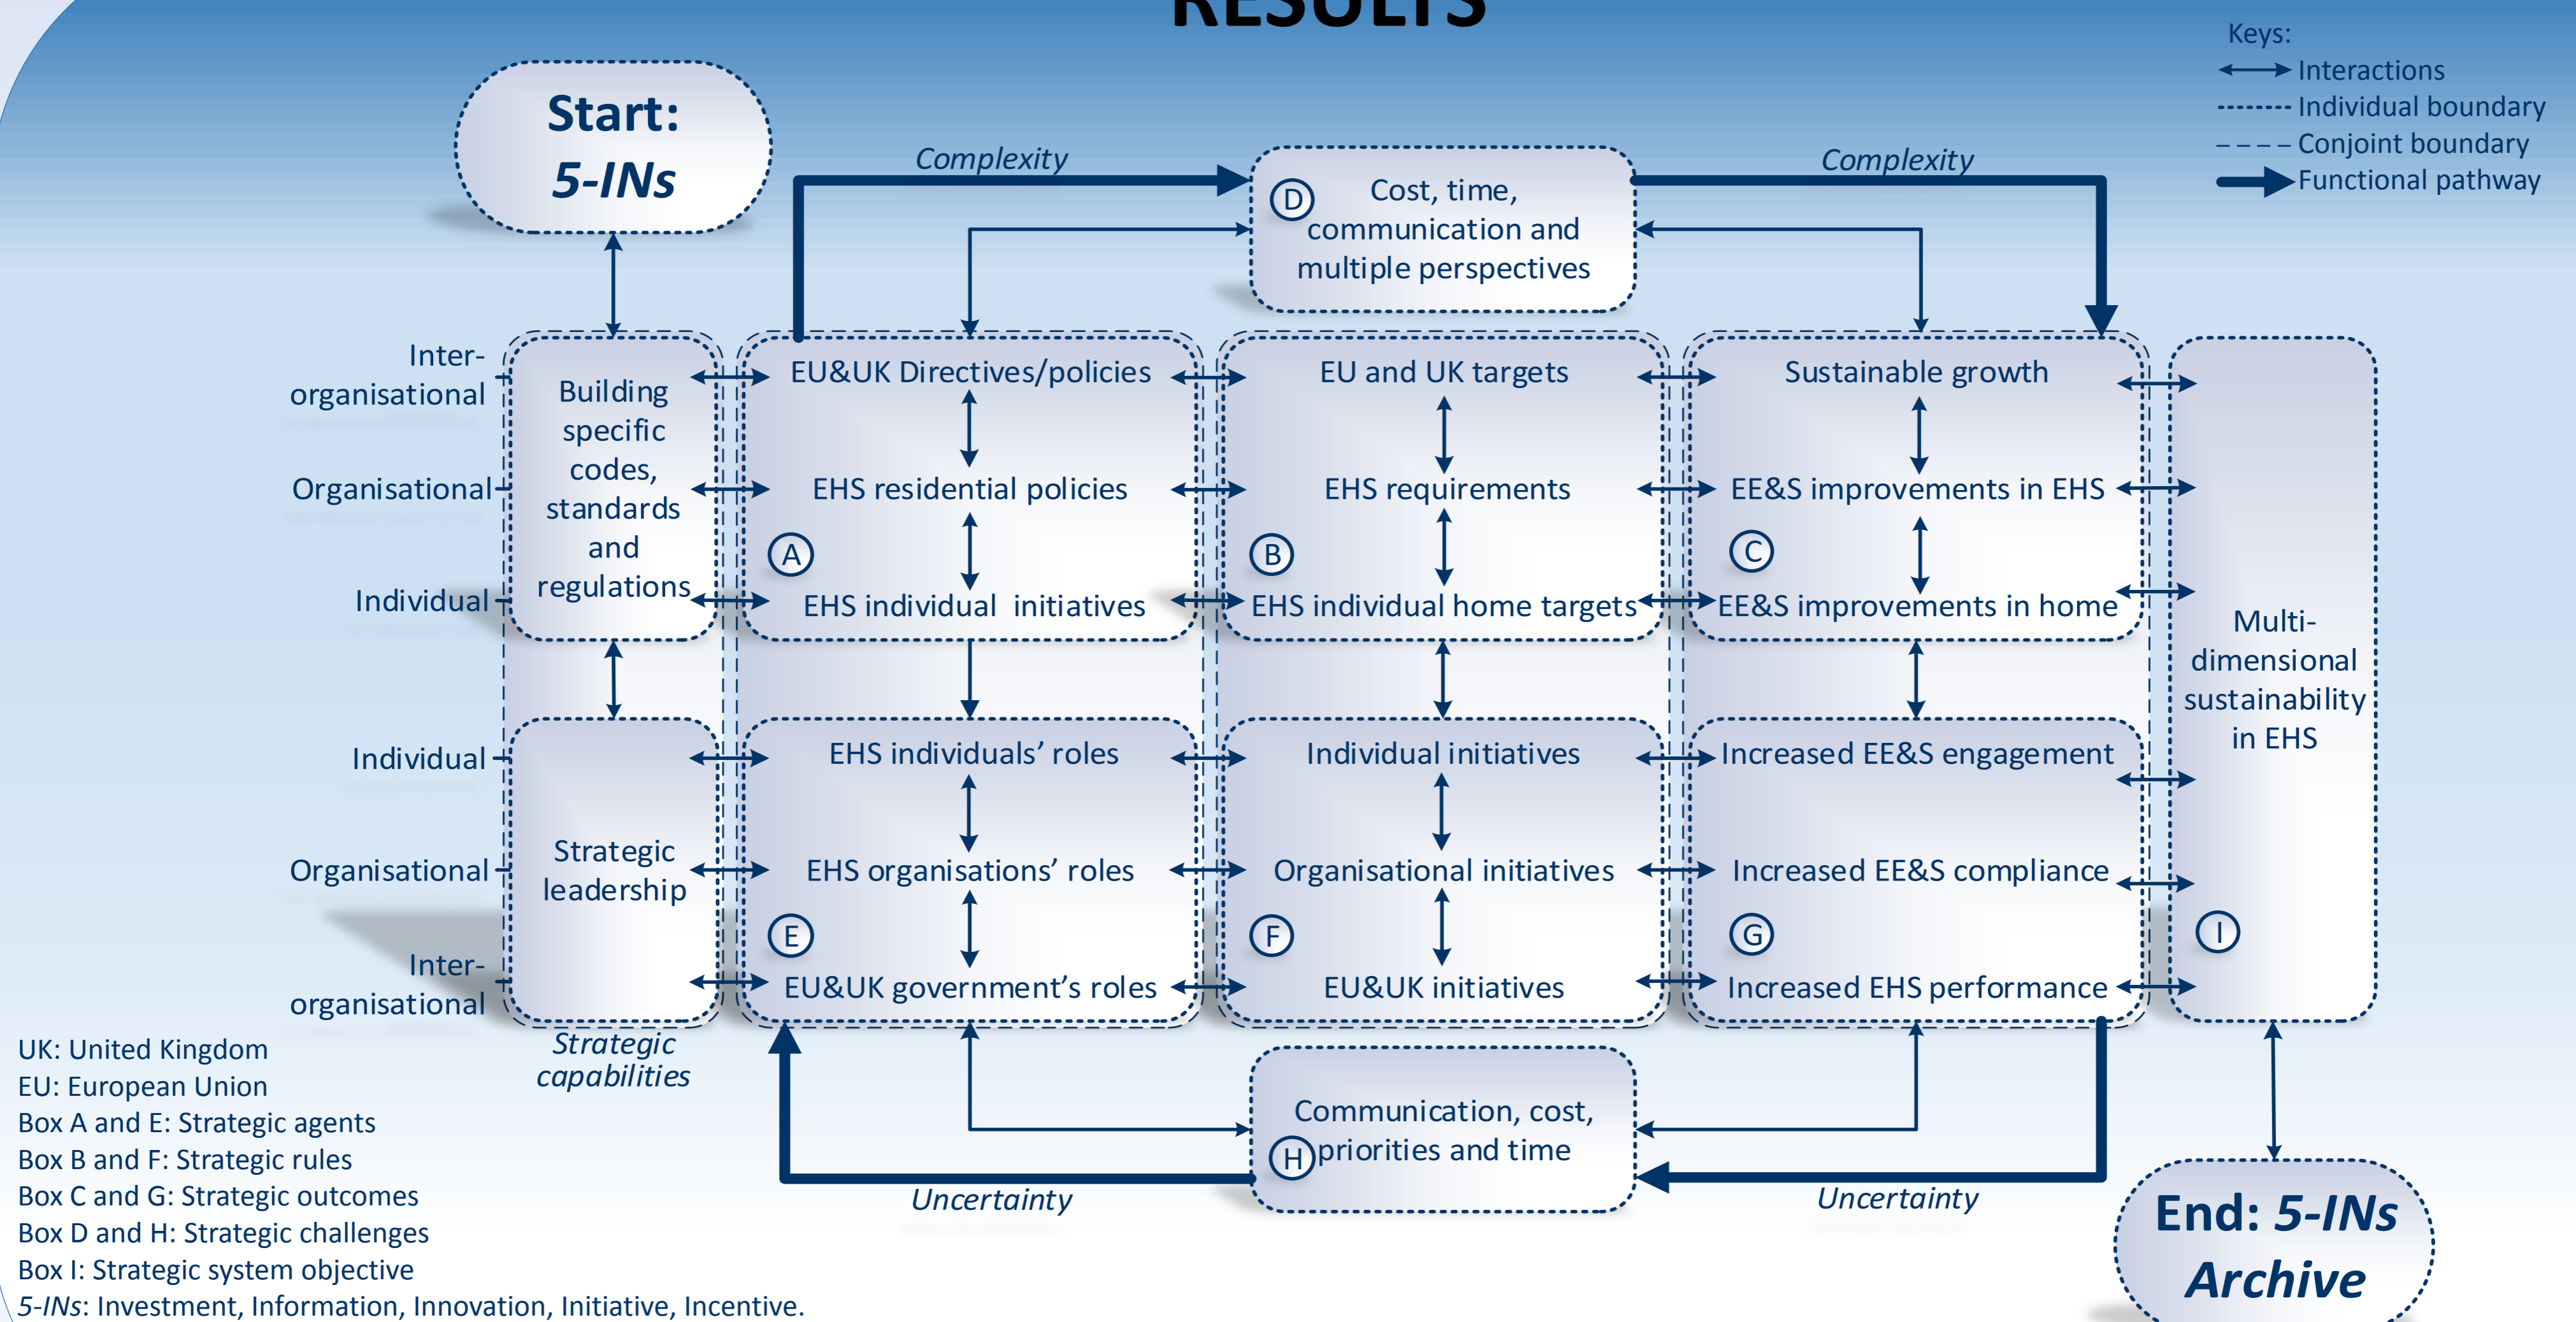 RESULTS
Keys:
Interactions
Individual boundary
Conjoint boundary
Functional pathway
Start:
5-INs
Complexity
Complexity
D
Cost, time,
communication and
multiple perspectives
Inter-
organisational
Organisational
Individual
Building
specific
codes,
standards
and
regulations
EU&UK Directives/policies
EHS residential policies
A
EHS individual initiatives
EU and UK targets
EHS requirements
B
EHS individual home targets
Sustainable growth
EE&S improvements in EHS
C
EE&S improvements in home
Multi-
dimensional
sustainability
in EHS
I
Individual
Organisational
Inter-
organisational
Strategic
leadership
Strategic
capabilities
EHS individuals’ roles
EHS organisations’ roles
E
EU&UK government’s roles
Individual initiatives
Organisational initiatives
F
EU&UK initiatives
Increased EE&S engagement
Increased EE&S compliance
G
Increased EHS performance
Communication, cost,
priorities and time
H
Uncertainty
Uncertainty
End: 5-INs
Archive
UK: United Kingdom
EU: European Union
Box A and E: Strategic agents
Box B and F: Strategic rules
Box C and G: Strategic outcomes
Box D and H: Strategic challenges
Box I: Strategic system objective
5-INs: Investment, Information, Innovation, Initiative, Incentive.